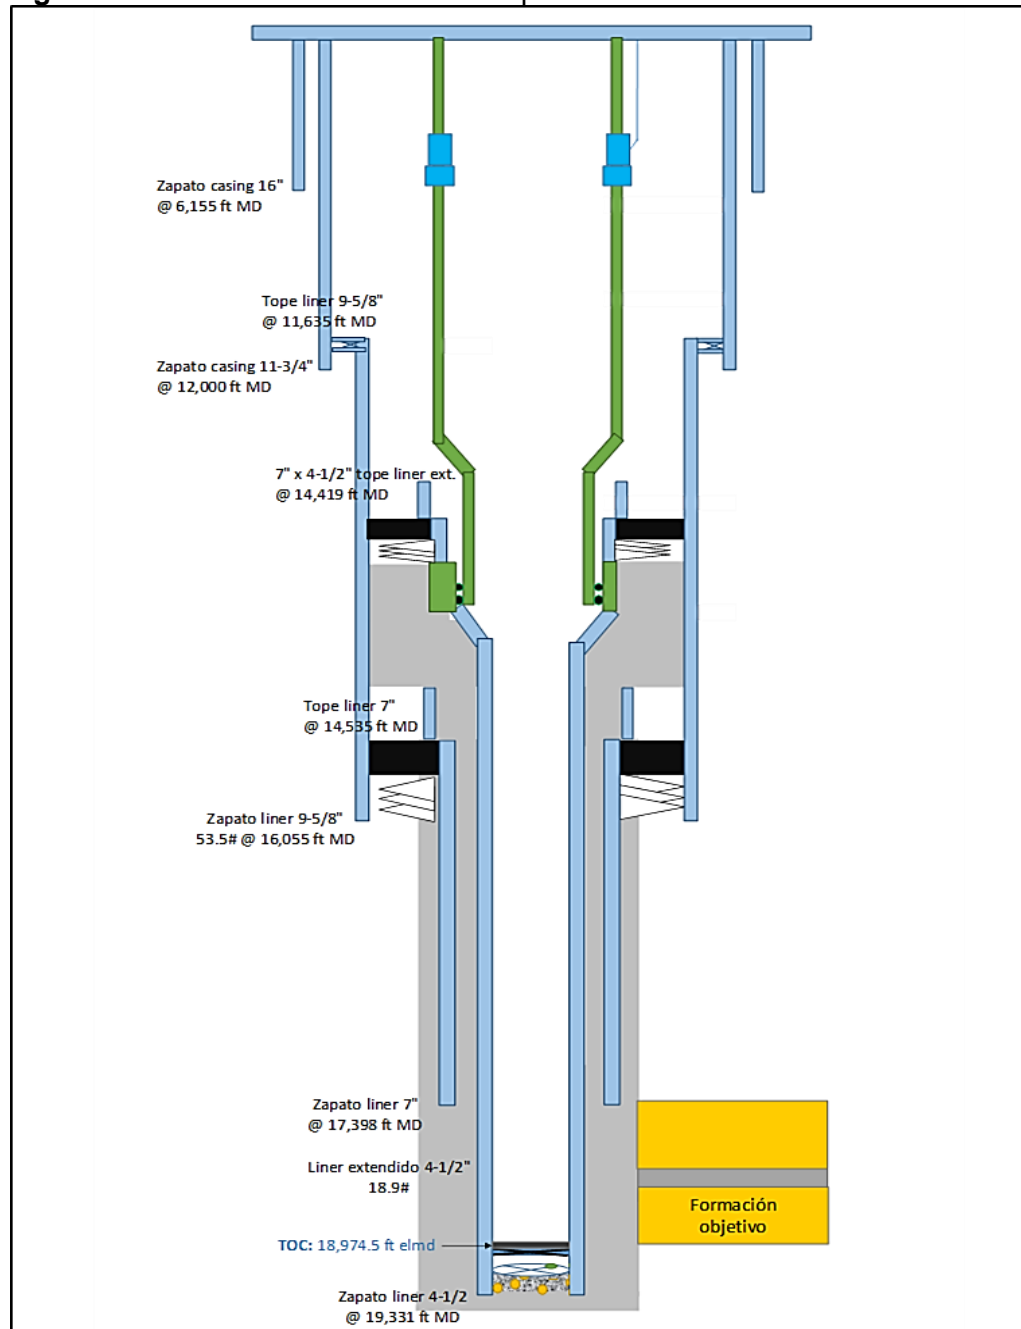 Zapato casing 16"
@ 6,155 ft MD
Tope liner 9-5/8"
@ 11,635 ft MD
Zapato casing 11-3/4"
@ 12,000 ft MD
7" x 4-1/2" tope liner ext.
@ 14,419 ft MD
Tope liner 7"
@ 14,535 ft MD
Zapato liner 9-5/8"
53.5# @ 16,055 ft MD
Zapato liner 7"
@ 17,398 ft MD
Liner extendido 4-1/2"
18.9#
Formación
objetivo
TOC: 18,974.5 ft elmd
Zapato liner 4-1/2
@ 19,331 ft MD